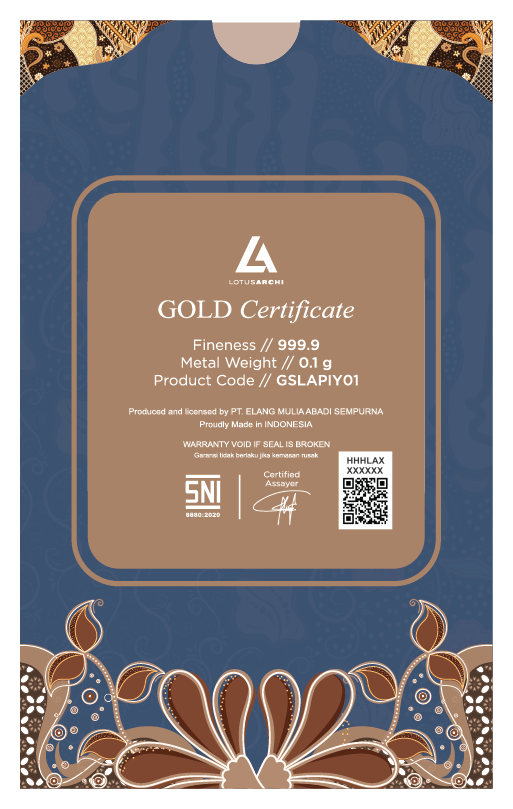 LOTUSARCHI
GOLD Certificate
Fineness // 999.9
Metal Weight // 0.1 g
Product Code // GSLAPIY01
Produced and licensed by PT. ELANG MULIA ABADI SEMPURNA
Proudly Made in INDONESIA
WARRANTY VOID IF SEAL IS BROKEN
Garansi tidak berlaku jika kemasan rusak
HHHLAX
XXXXXX
SNI
8880:2020
Certified
Assayer